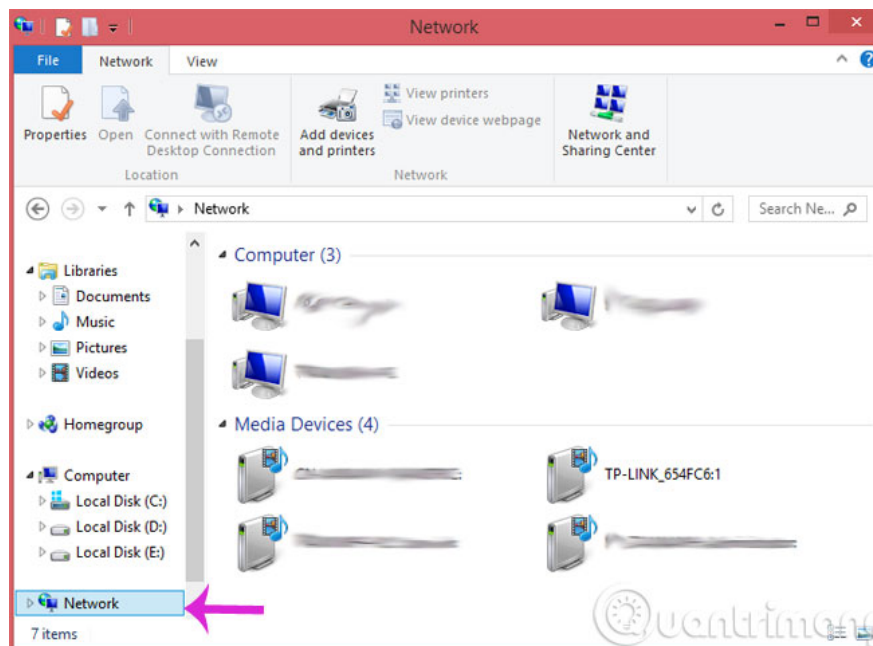 Network
File Network View
Properties Open Connect with Remote Desktop Connection
Location
Add devices and printers
View printers
View device webpage
Network
Network and Sharing Center
Network
Search Ne...
Libraries
Documents
Music
Pictures
Videos
Homegroup
Computer
Local Disk (C:)
Local Disk (D:)
Local Disk (E:)
Network
Computer (3)
Media Devices (4)
TP-LINK_654FC6:1
7 items